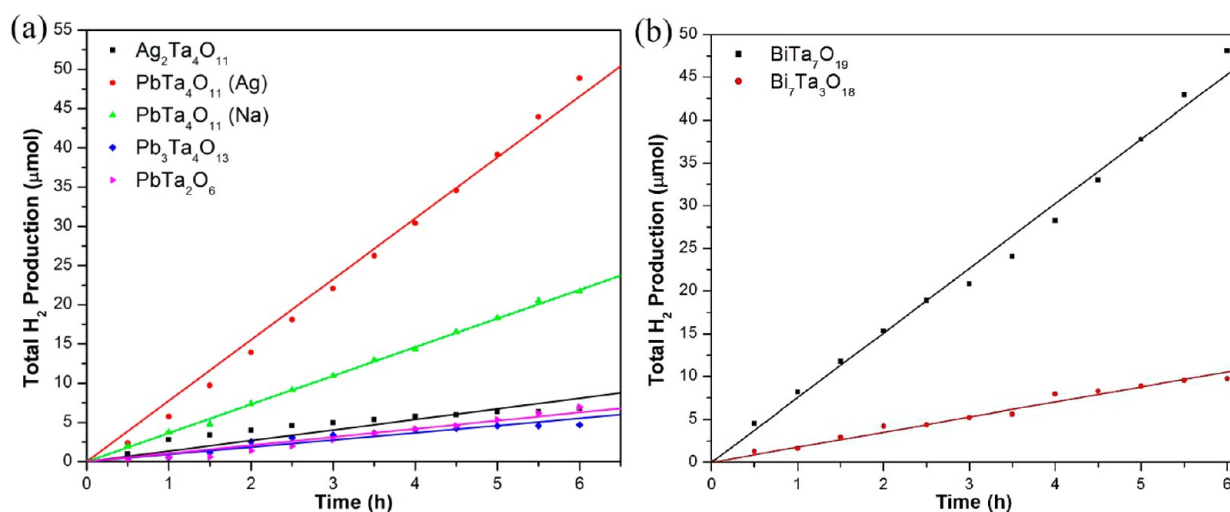 (a)
Total H₂ Production (μmol)
55
50
45
40
35
30
25
20
15
10
5
0
Ag₂Ta₄O₁₁
PbTa₄O₁₁ (Ag)
PbTa₄O₁₁ (Na)
Pb₃Ta₄O₁₃
PbTa₂O₆
0 1 2 3 4 5 6
Time (h)
(b)
Total H₂ Production (μmol)
50
45
40
35
30
25
20
15
10
5
0
BiTa₇O₁₉
Bi₇Ta₃O₁₈
0 1 2 3 4 5 6
Time (h)